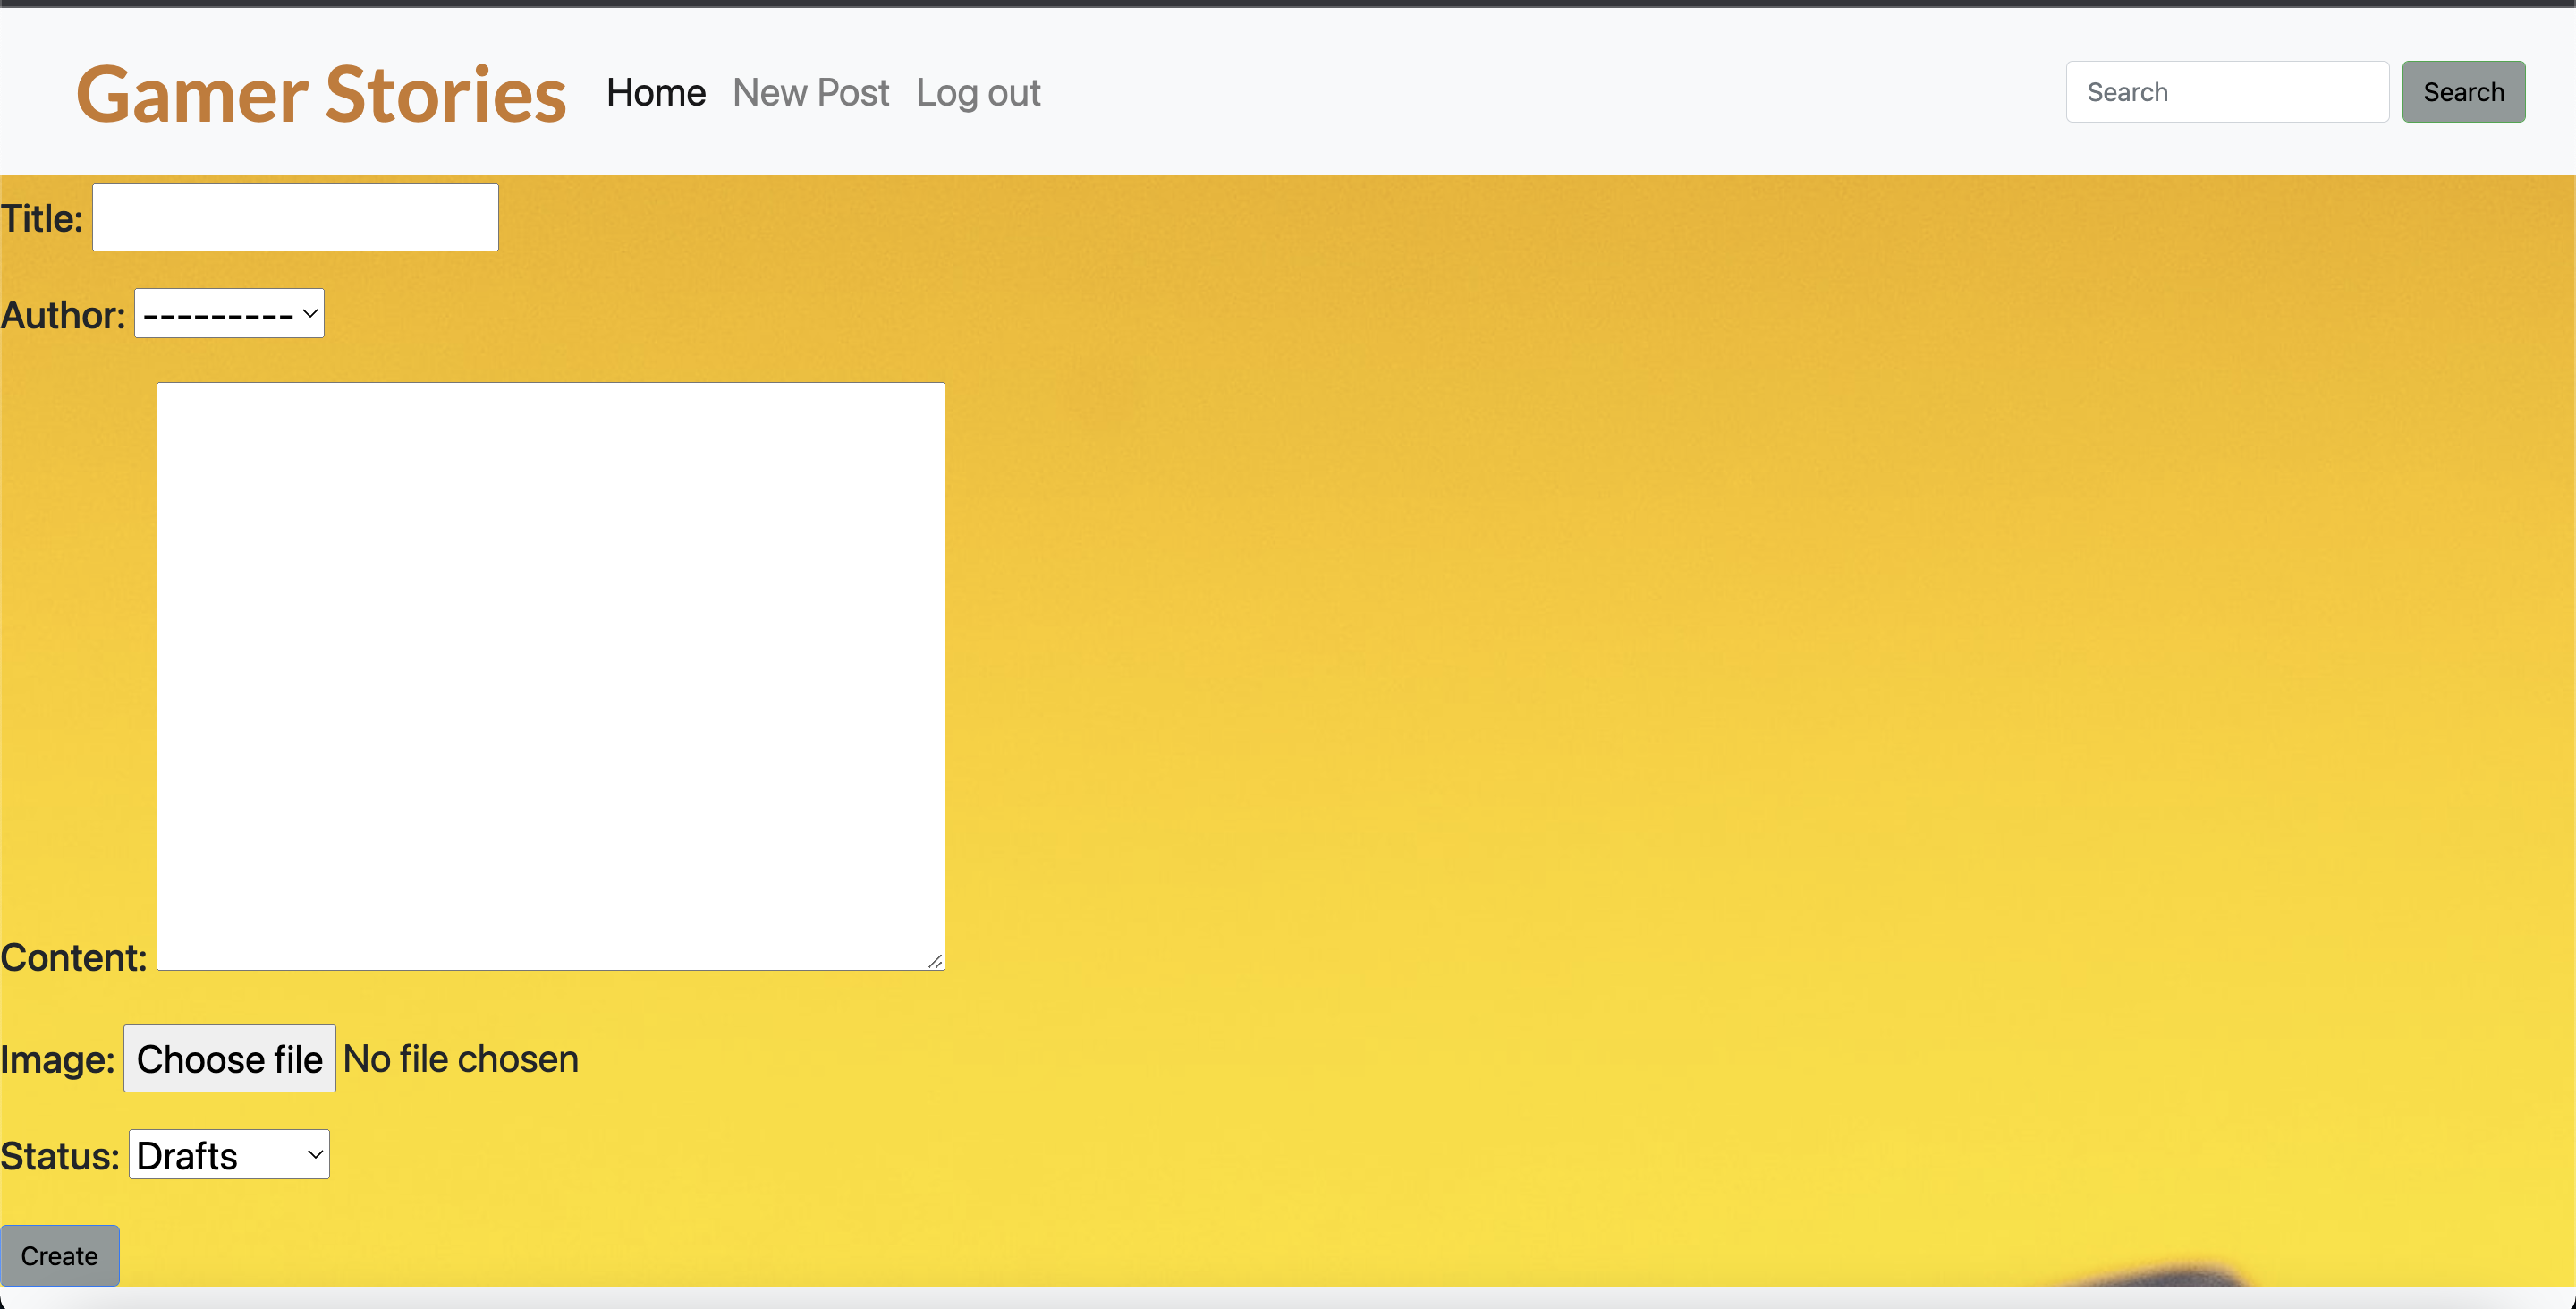 Gamer Stories Home New Post Log out Search Search
Title:
Author: ---------
Content:
Image: Choose file No file chosen
Status: Drafts
Create